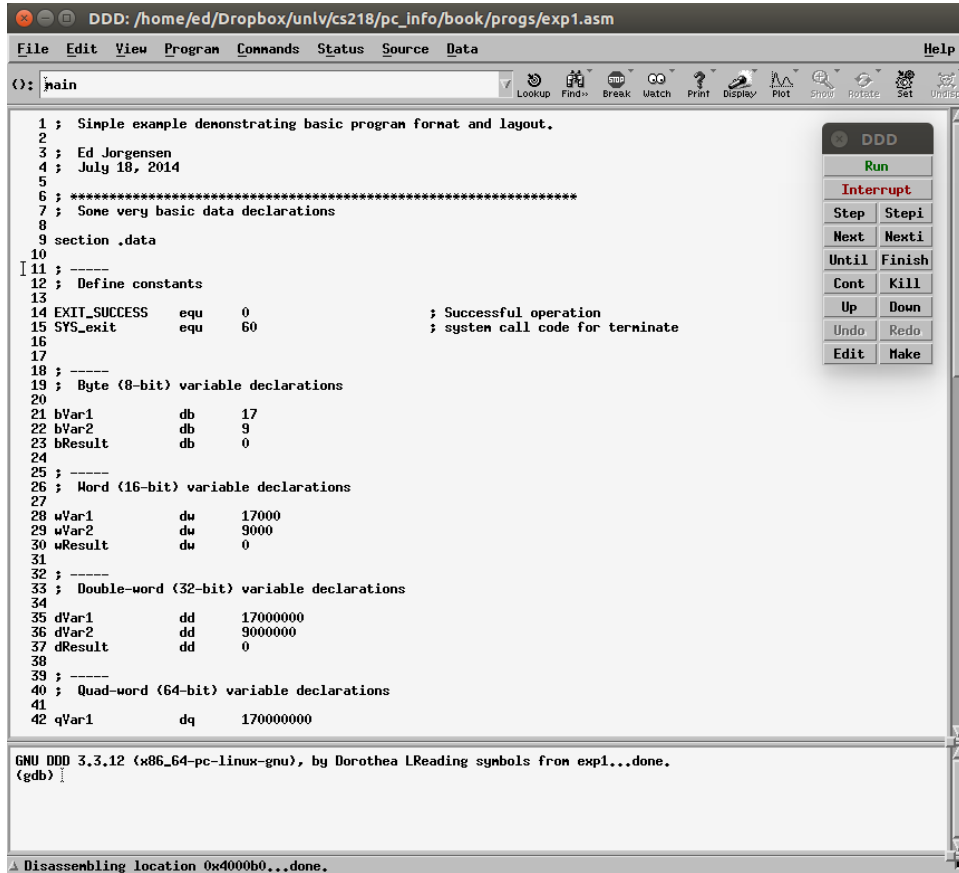 DDD: /home/ed/Dropbox/unlv/cs218/pc_info/book/progs/exp1.asm
File Edit View Program Commands Status Source Data Help
(): main
Lookup Find>> Break Watch Print Display Plot Show Rotate Set Undisp
1 ;  Simple example demonstrating basic program format and layout.
2
3 ;  Ed Jorgensen
4 ;  July 18, 2014
5
6 ; *****************************************************************
7 ;  Some very basic data declarations
8
9 section .data
10
11 ; -----
12 ;  Define constants
13
14 EXIT_SUCCESS    equ     0                       ; Successful operation
15 SYS_exit        equ     60                      ; system call code for terminate
16
17
18 ; -----
19 ;  Byte (8-bit) variable declarations
20
21 bVar1           db      17
22 bVar2           db      9
23 bResult         db      0
24
25 ; -----
26 ;  Word (16-bit) variable declarations
27
28 wVar1           dw      17000
29 wVar2           dw      9000
30 wResult         dw      0
31
32 ; -----
33 ;  Double-word (32-bit) variable declarations
34
35 dVar1           dd      17000000
36 dVar2           dd      9000000
37 dResult         dd      0
38
39 ; -----
40 ;  Quad-word (64-bit) variable declarations
41
42 qVar1           dq      170000000
DDD
Run
Interrupt
Step Stepi
Next Nexti
Until Finish
Cont Kill
Up Down
Undo Redo
Edit Make
GNU DDD 3.3.12 (x86_64-pc-linux-gnu), by Dorothea LReading symbols from exp1...done.
(gdb)
Disassembling location 0x4000b0...done.